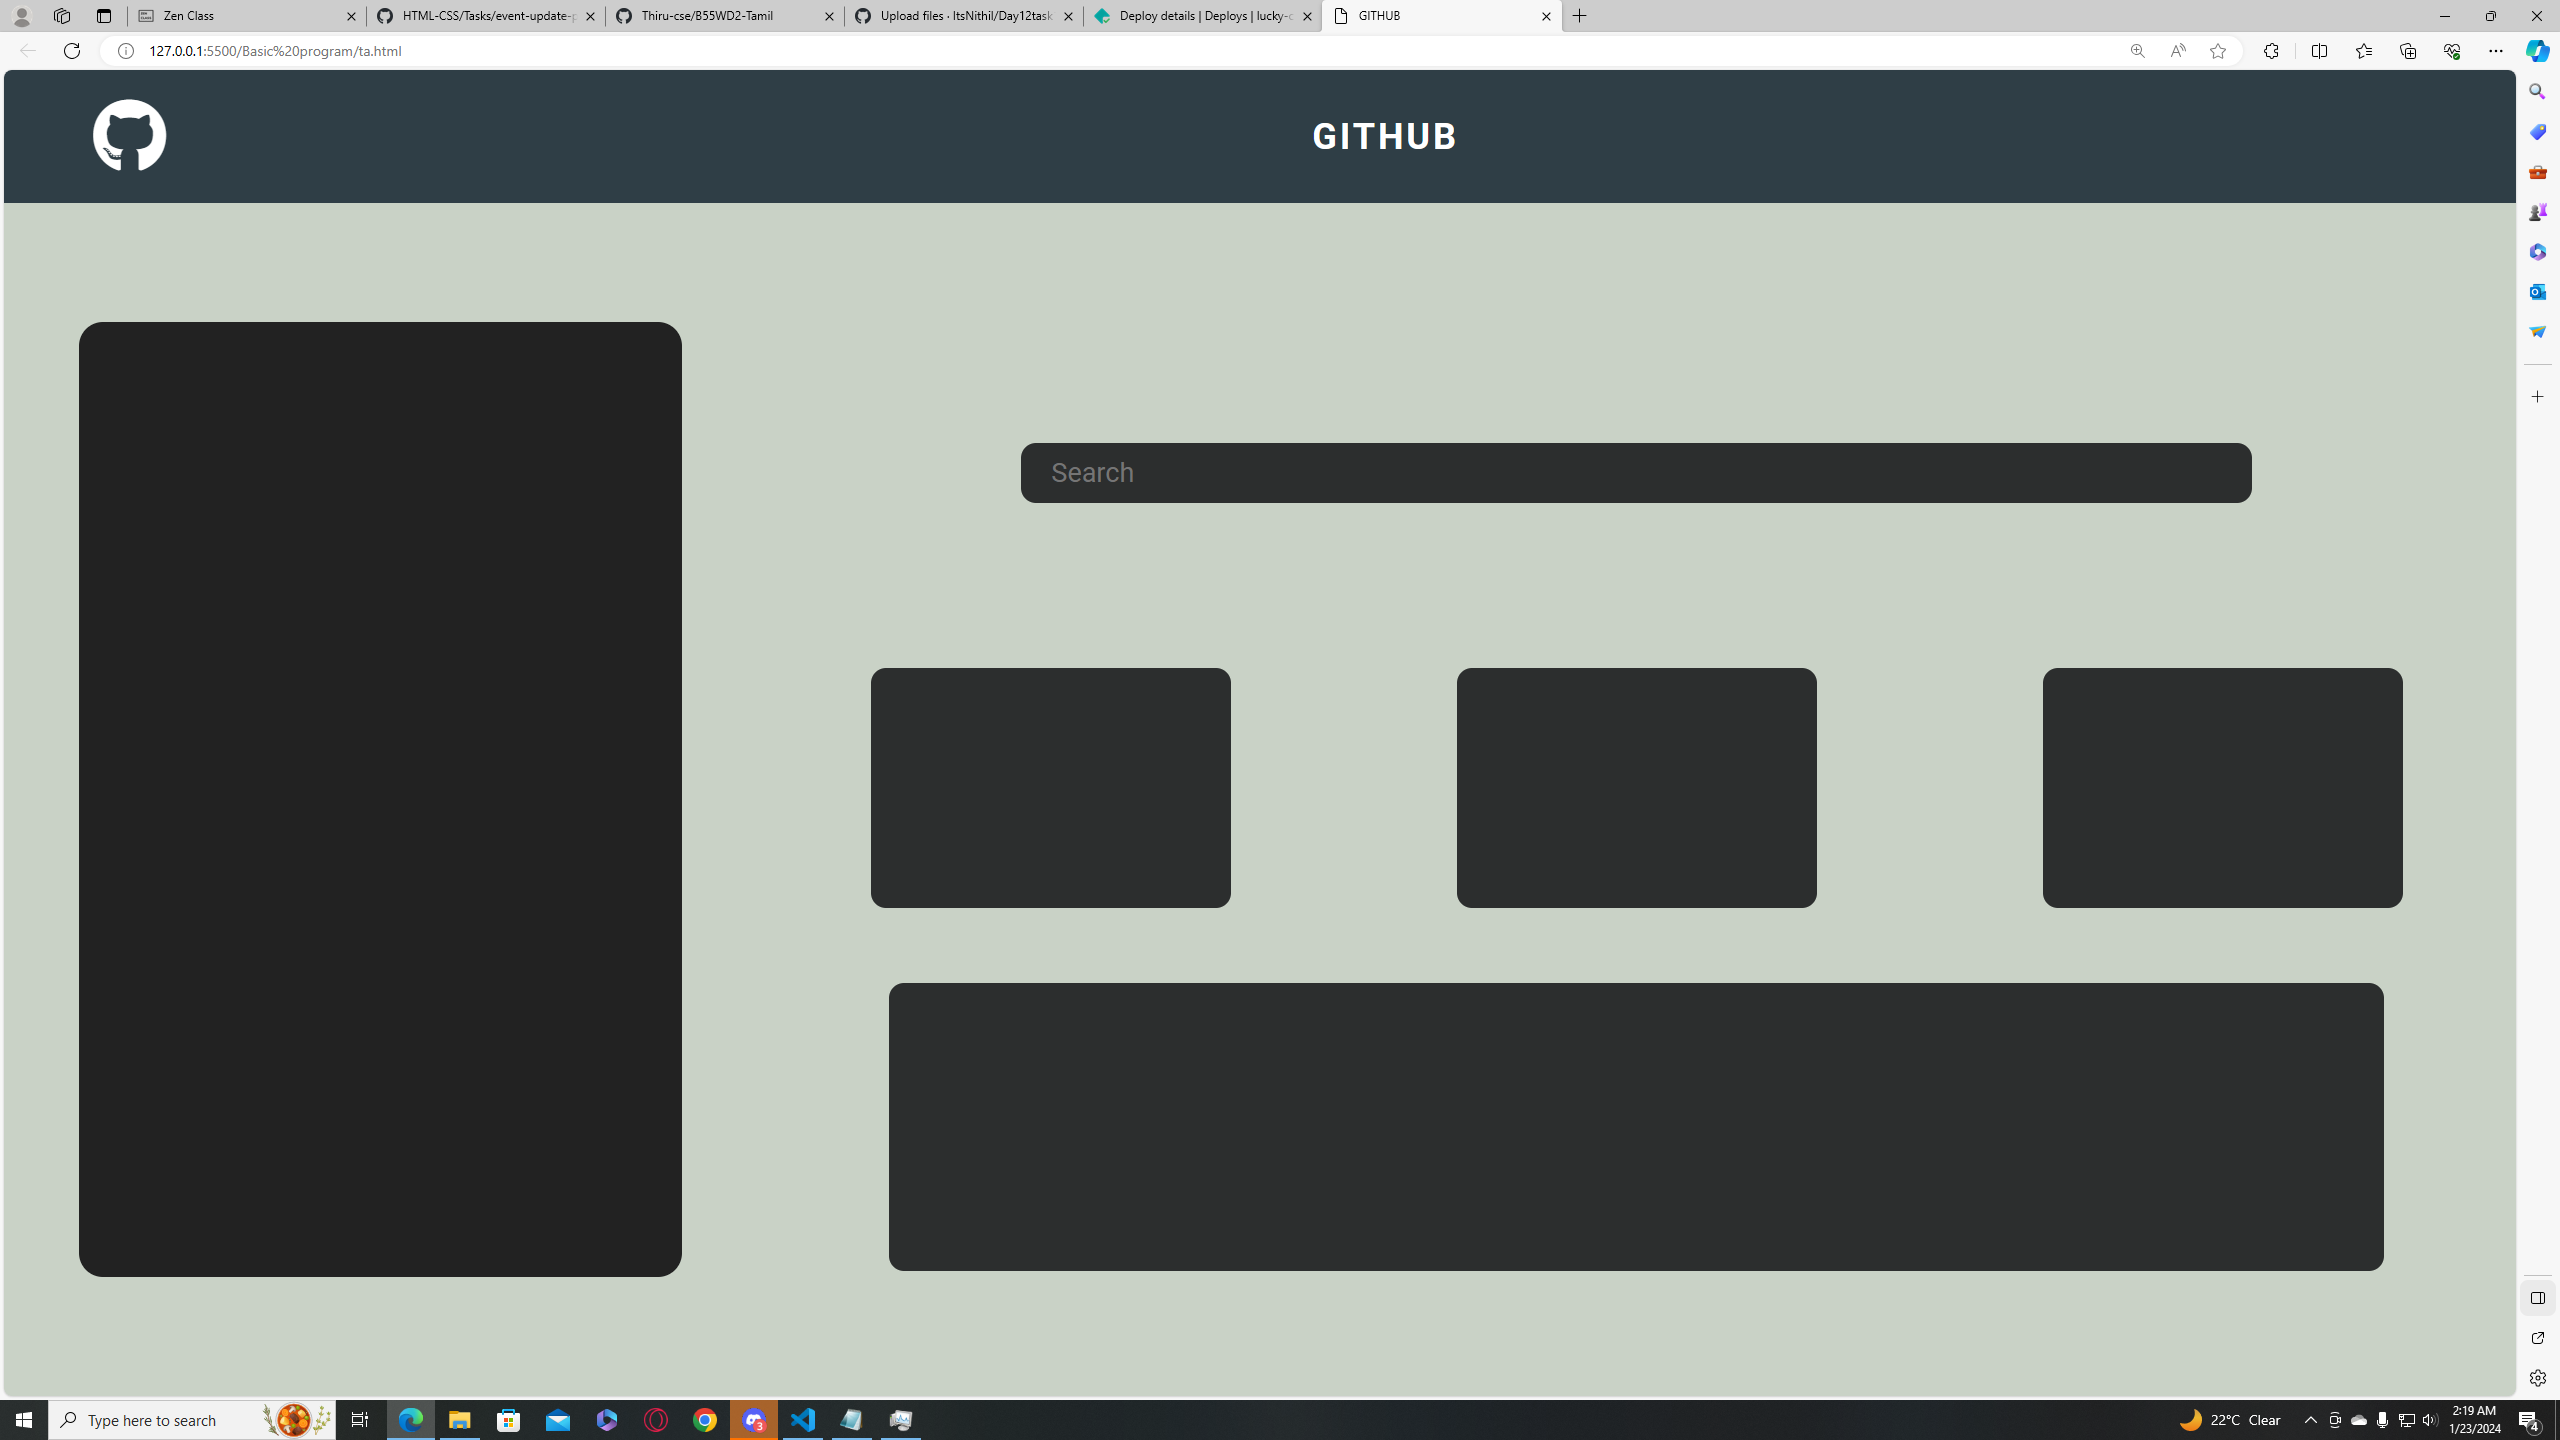 Zen Class
HTML-CSS/Tasks/event-update-p
Thiru-cse/B55WD2-Tamil
Upload files · ItsNithil/Day12task
Deploy details | Deploys | lucky-c
GITHUB
127.0.0.1:5500/Basic%20program/ta.html
GITHUB
Search
Type here to search
3
22°C Clear
2:19 AM
1/23/2024
4